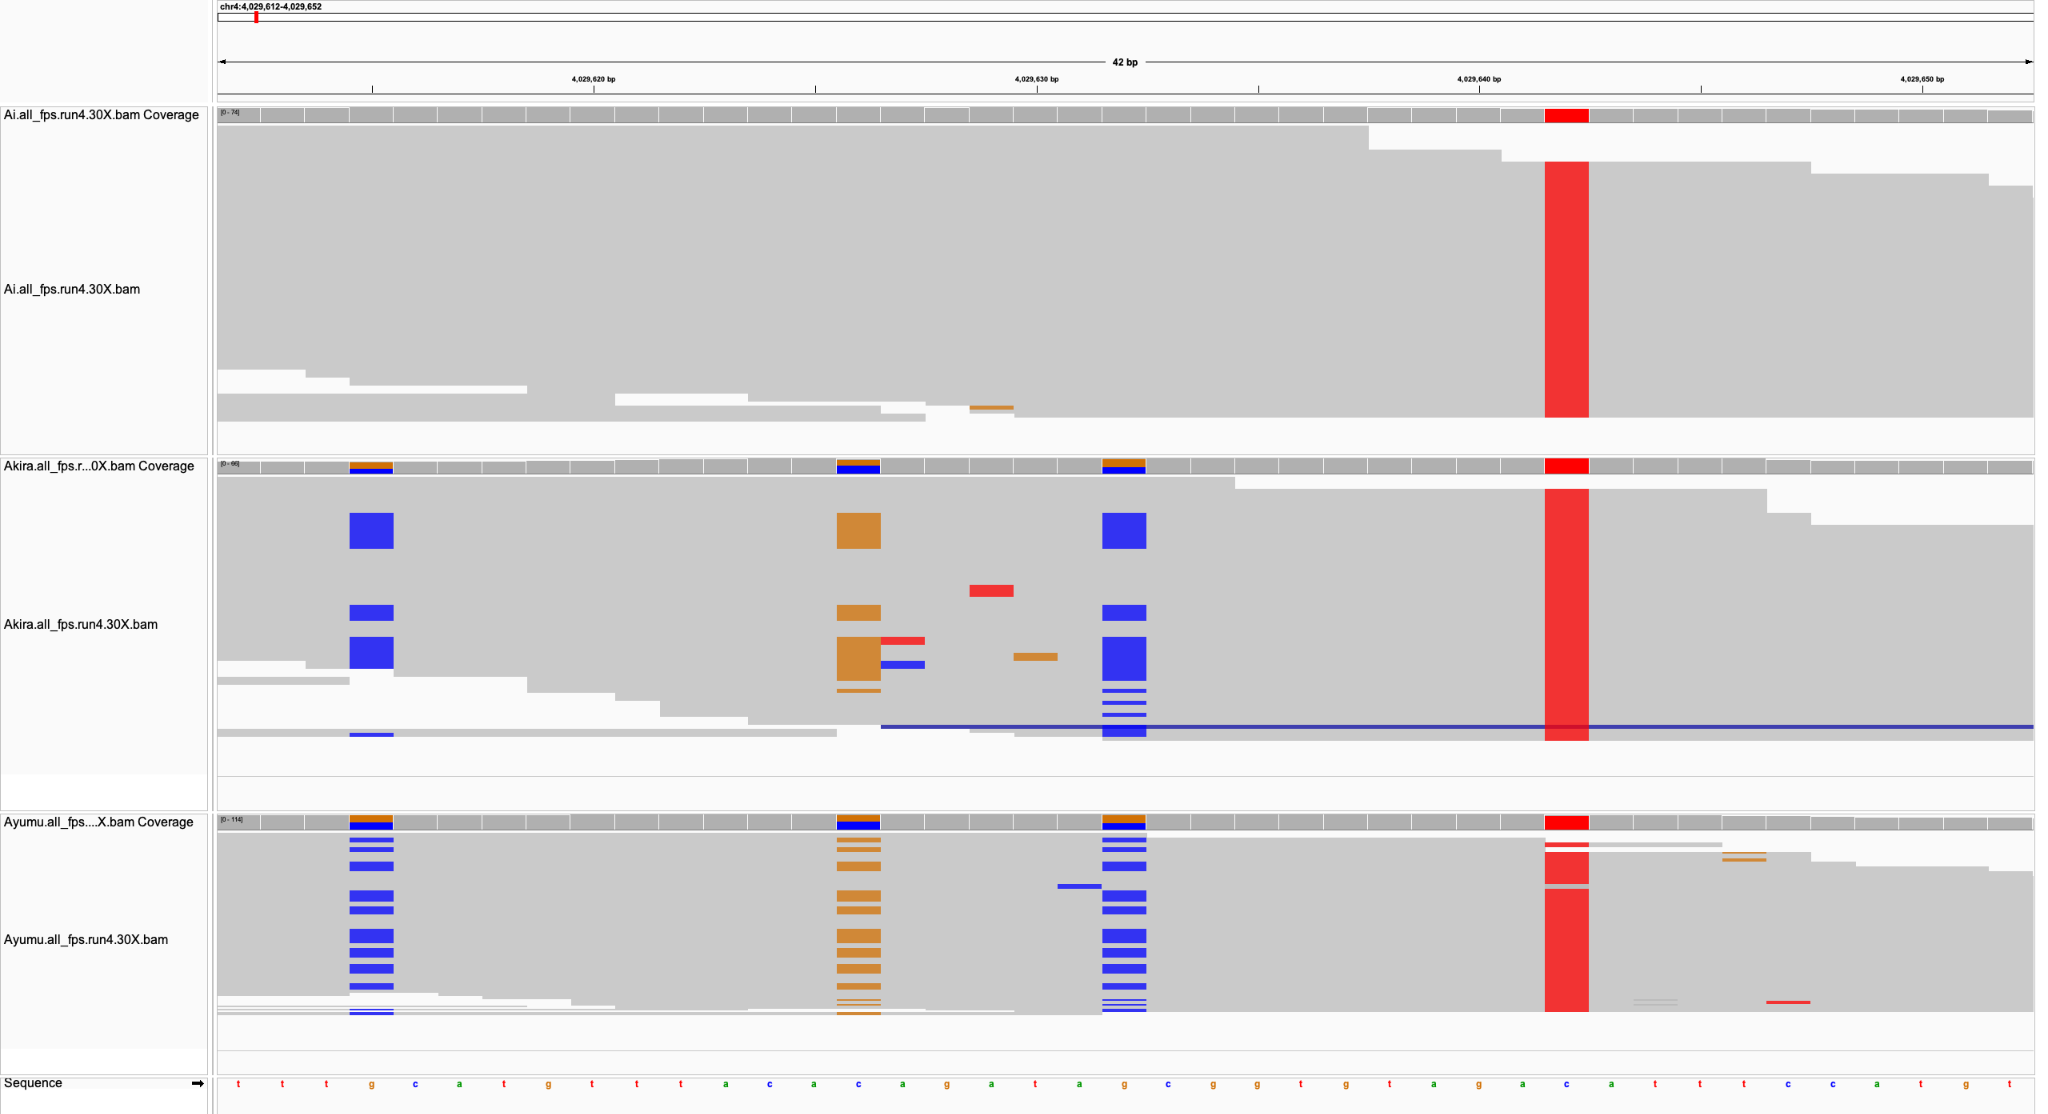 chr4:4,029,612-4,029,652
42 bp
4,029,620 bp 4,029,630 bp 4,029,640 bp 4,029,650 bp
Ai.all_fps.run4.30X.bam Coverage
[0 - 74]
Ai.all_fps.run4.30X.bam
Akira.all_fps.r...0X.bam Coverage
[0 - 66]
Akira.all_fps.run4.30X.bam
Ayumu.all_fps....X.bam Coverage
[0 - 114]
Ayumu.all_fps.run4.30X.bam
Sequence t t t g c a t g t t t a c a c a g a t a g c g g t g t a g a c a t t t c c a t g t